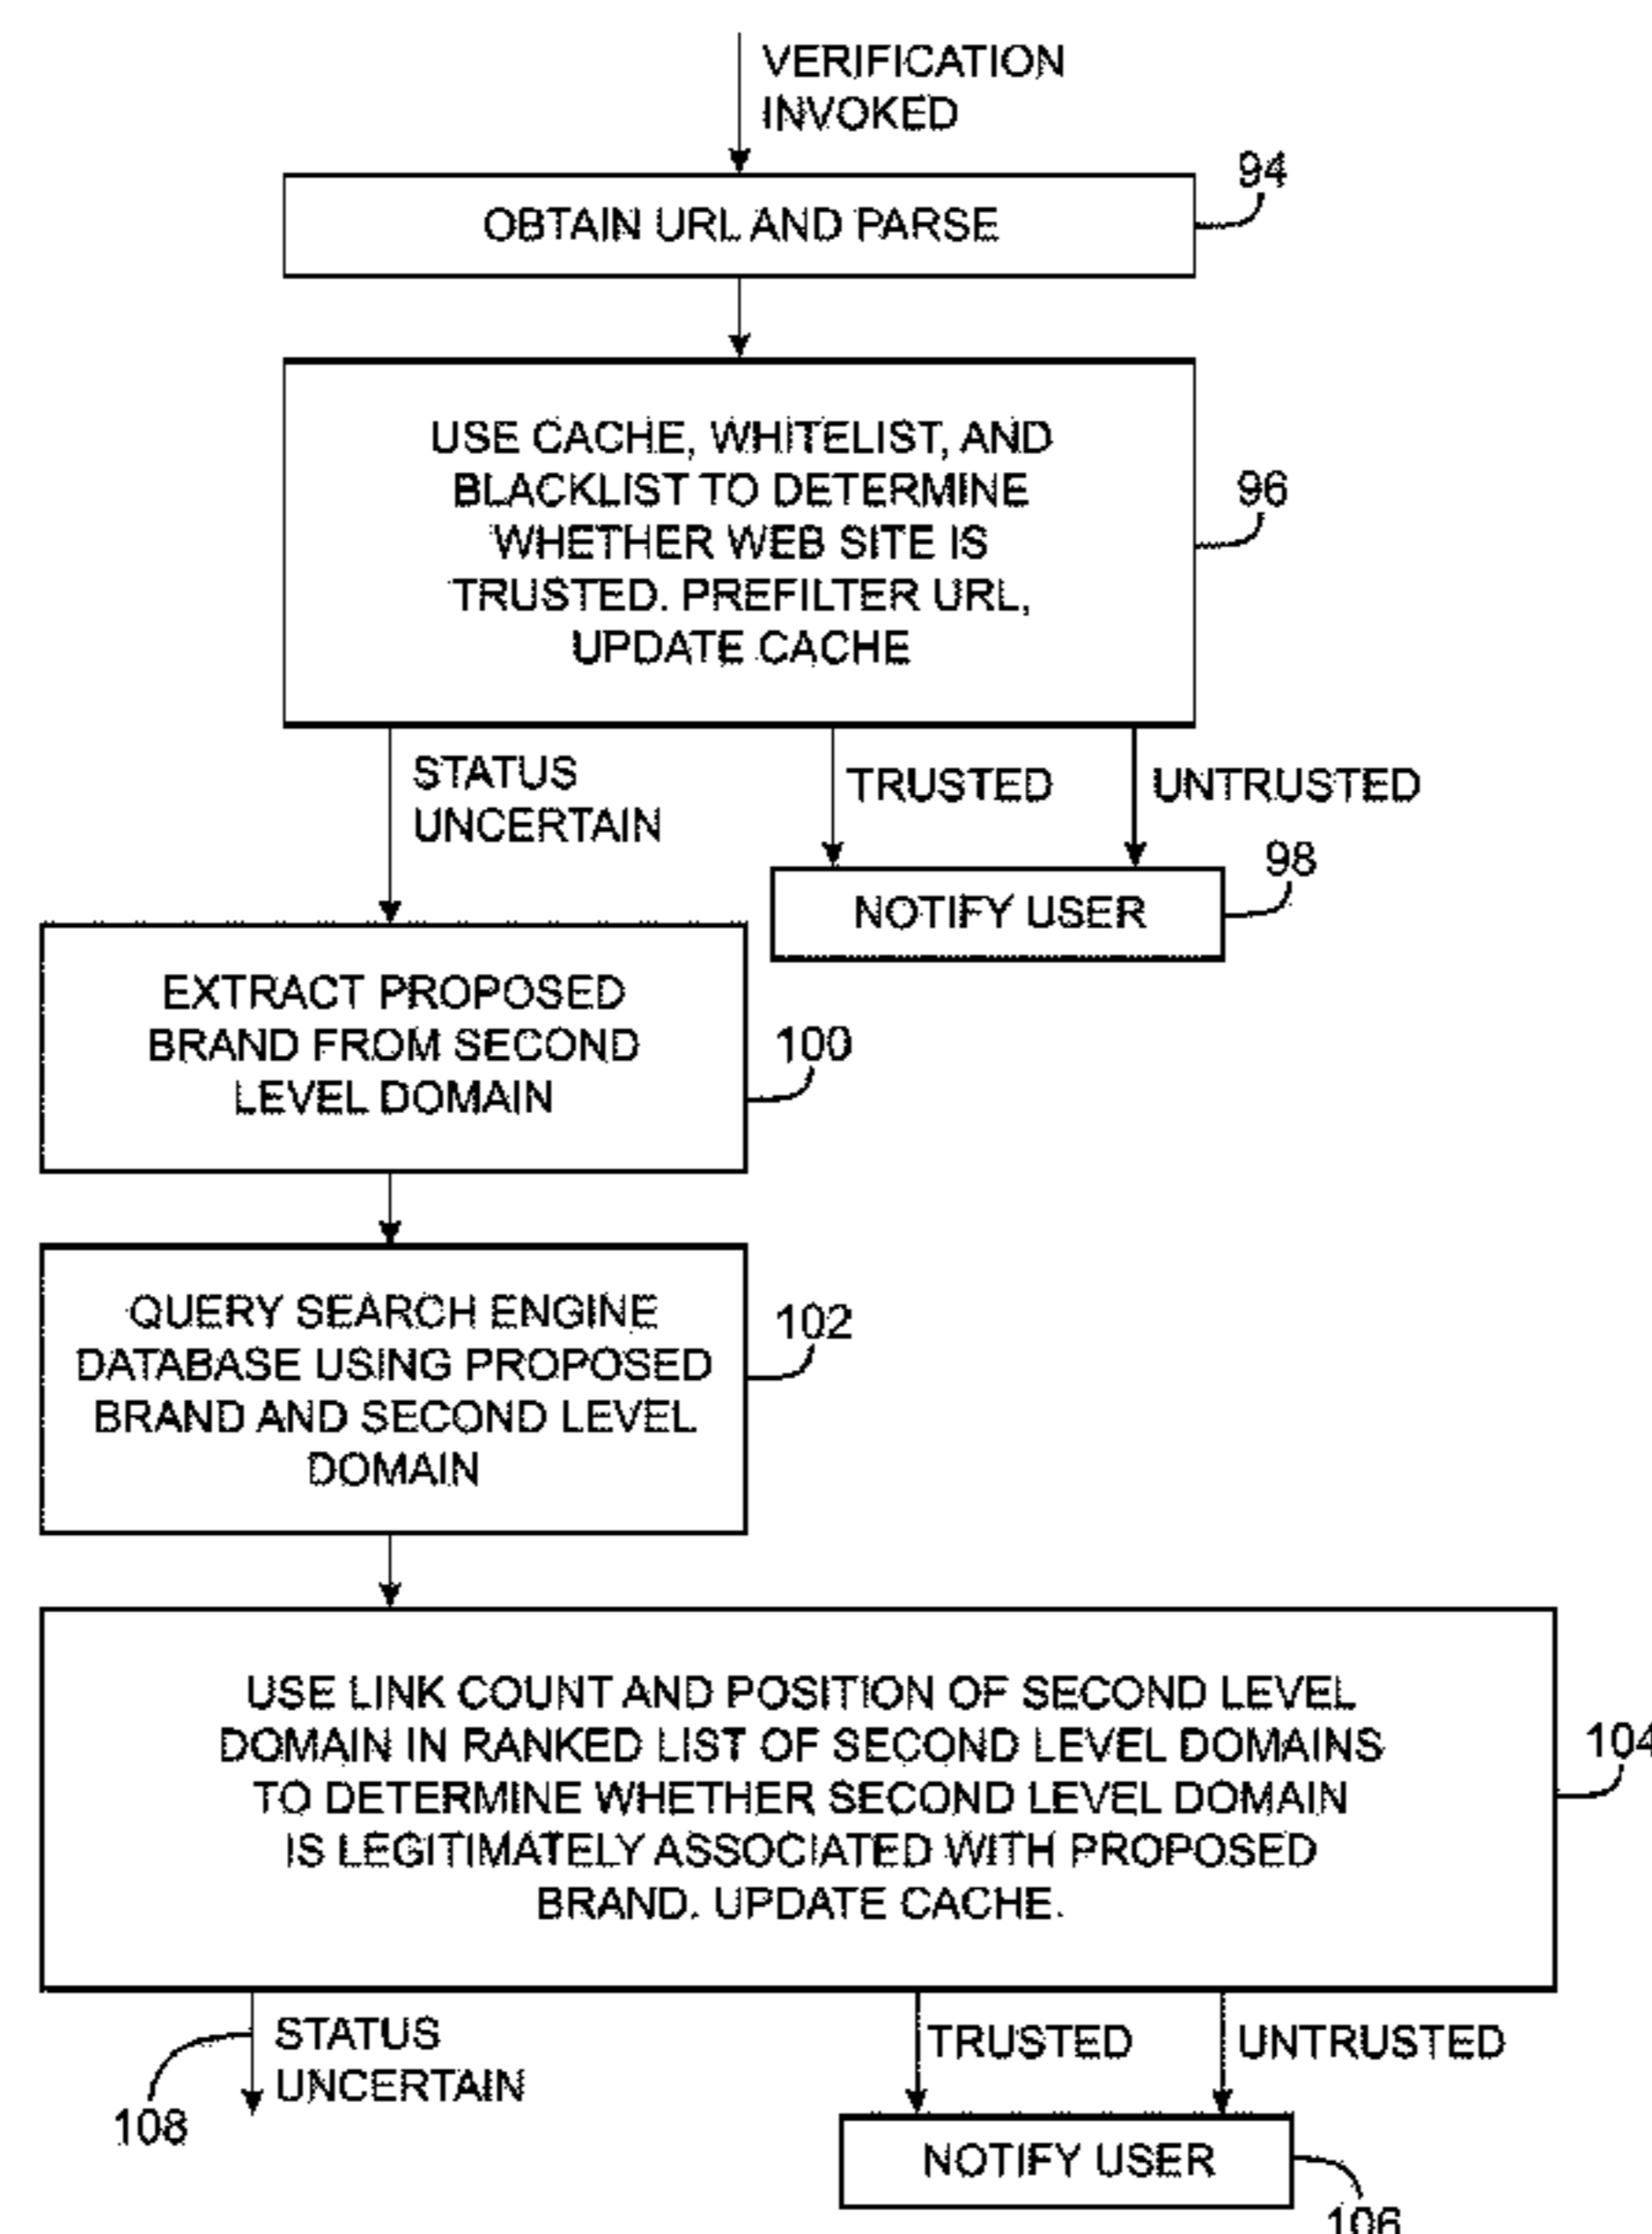 VERIFICATION
INVOKED
94
OBTAIN URL AND PARSE
USE CACHE, WHITELIST, AND
BLACKLIST TO DETERMINE
WHETHER WEB SITE IS
TRUSTED. PREFILTER URL,
UPDATE CACHE
96
STATUS
UNCERTAIN
TRUSTED
UNTRUSTED
98
NOTIFY USER
EXTRACT PROPOSED
BRAND FROM SECOND
LEVEL DOMAIN
100
QUERY SEARCH ENGINE
DATABASE USING PROPOSED
BRAND AND SECOND LEVEL
DOMAIN
102
USE LINK COUNT AND POSITION OF SECOND LEVEL
DOMAIN IN RANKED LIST OF SECOND LEVEL DOMAINS
TO DETERMINE WHETHER SECOND LEVEL DOMAIN
IS LEGITIMATELY ASSOCIATED WITH PROPOSED
BRAND. UPDATE CACHE.
104
STATUS
UNCERTAIN
108
TRUSTED
UNTRUSTED
NOTIFY USER
106